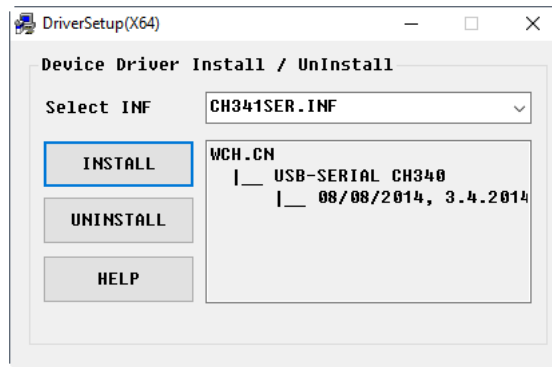 DriverSetup(X64)
Device Driver Install / UnInstall
Select INF
CH341SER.INF
INSTALL
UNINSTALL
HELP
WCH.CN
|__ USB-SERIAL CH340
|__ 08/08/2014, 3.4.2014